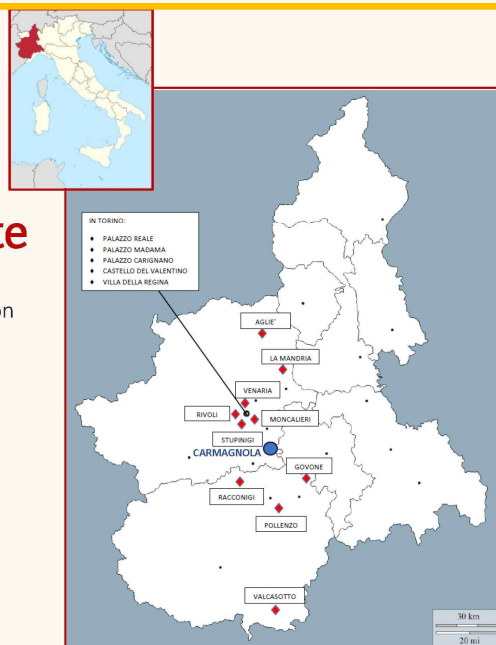 te
on
IN TORINO:
♦ PALAZZO REALE
♦ PALAZZO MADAMA
♦ PALAZZO CARIGNANO
♦ CASTELLO DEL VALENTINO
♦ VILLA DELLA REGINA
AGLIE'
LA MANDRIA
VENARIA
RIVOLI
MONCALIERI
STUPINIGI
CARMAGNOLA
GOVONE
RACCONIGI
POLLENZO
VALCASOTTO
30 km
20 mi